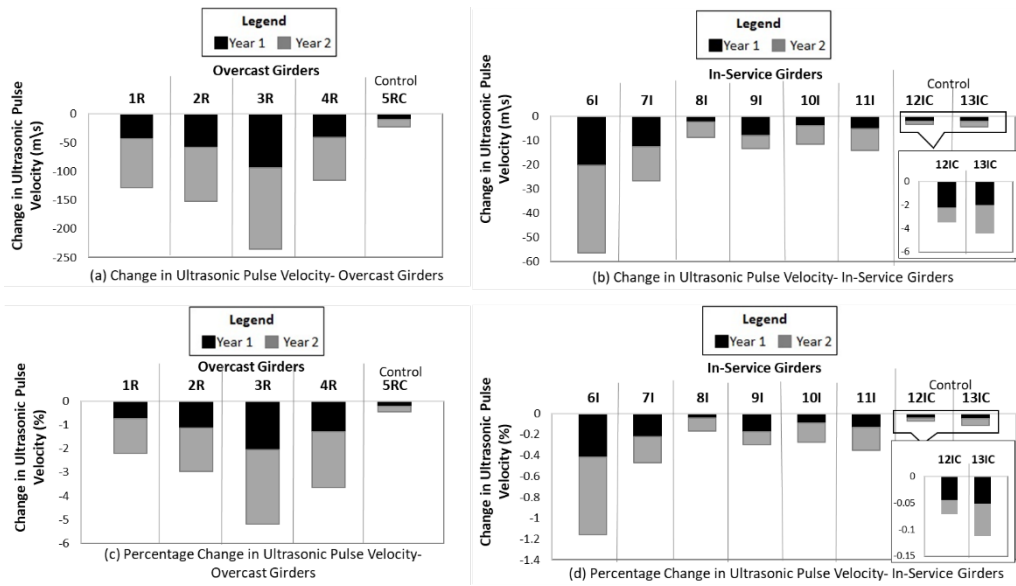 Legend
Year 1 Year 2
Overcast Girders
Control
1R 2R 3R 4R 5RC
0
-50
-100
-150
-200
-250
Change in Ultrasonic Pulse
Velocity (m\s)
(a) Change in Ultrasonic Pulse Velocity- Overcast Girders
Legend
Year 1 Year 2
In-Service Girders
Control
6I 7I 8I 9I 10I 11I 12IC 13IC
0
-10
-20
-30
-40
-50
-60
Change in Ultrasonic Pulse
Velocity (m\s)
12IC 13IC
0
-2
-4
-6
(b) Change in Ultrasonic Pulse Velocity- In-Service Girders
Legend
Year 1 Year 2
Overcast Girders
Control
1R 2R 3R 4R 5RC
0
-1
-2
-3
-4
-5
-6
Change in Ultrasonic Pulse
Velocity (%)
(c) Percentage Change in Ultrasonic Pulse Velocity-
Overcast Girders
Legend
Year 1 Year 2
In-Service Girders
Control
6I 7I 8I 9I 10I 11I 12IC 13IC
0
-0.2
-0.4
-0.6
-0.8
-1
-1.2
-1.4
Change in Ultrasonic Pulse
Velocity (%)
12IC 13IC
0
-0.05
-0.1
-0.15
(d) Percentage Change in Ultrasonic Pulse Velocity- In-Service Girders